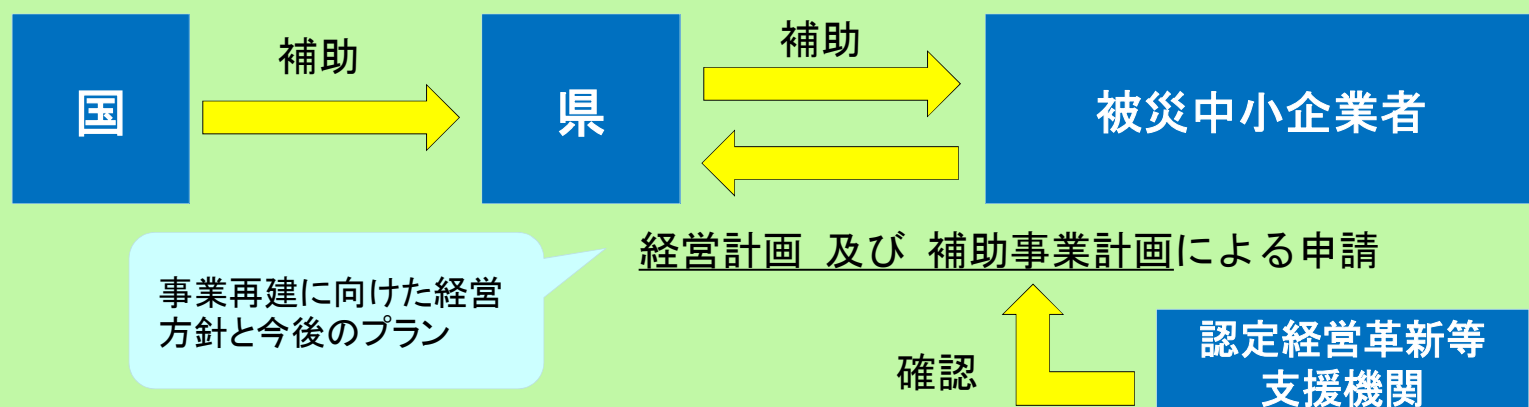 国
補助
県
補助
被災中小企業者
経営計画 及び 補助事業計画による申請
事業再建に向けた経営
方針と今後のプラン
確認
認定経営革新等
支援機関